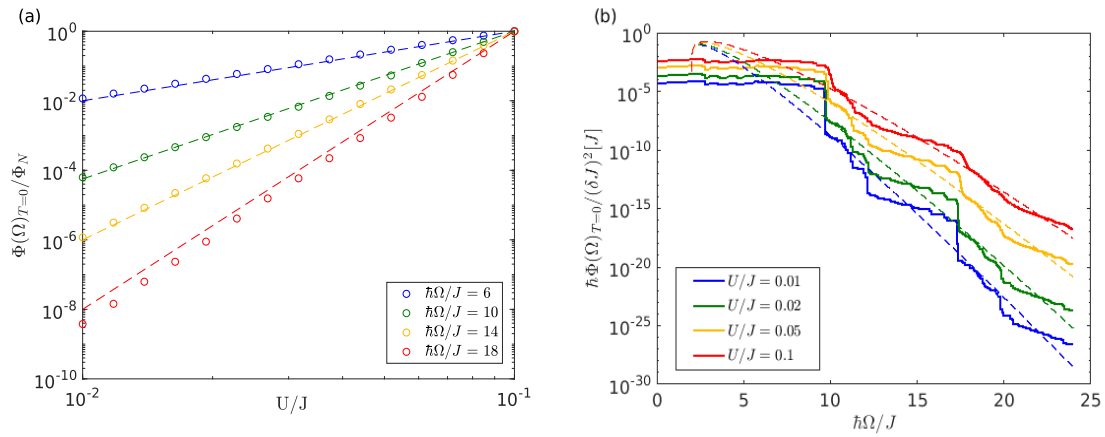 (a)
10^0
10^-2
10^-4
10^-6
10^-8
10^-10
Φ(Ω)_{T=0}/Φ_N
ħΩ/J = 6
ħΩ/J = 10
ħΩ/J = 14
ħΩ/J = 18
10^-2
10^-1
U/J
(b)
10^0
10^-5
10^-10
10^-15
10^-20
10^-25
10^-30
ħΦ(Ω)_{T=0}/(δJ)^2[J]
U/J = 0.01
U/J = 0.02
U/J = 0.05
U/J = 0.1
0 5 10 15 20 25
ħΩ/J